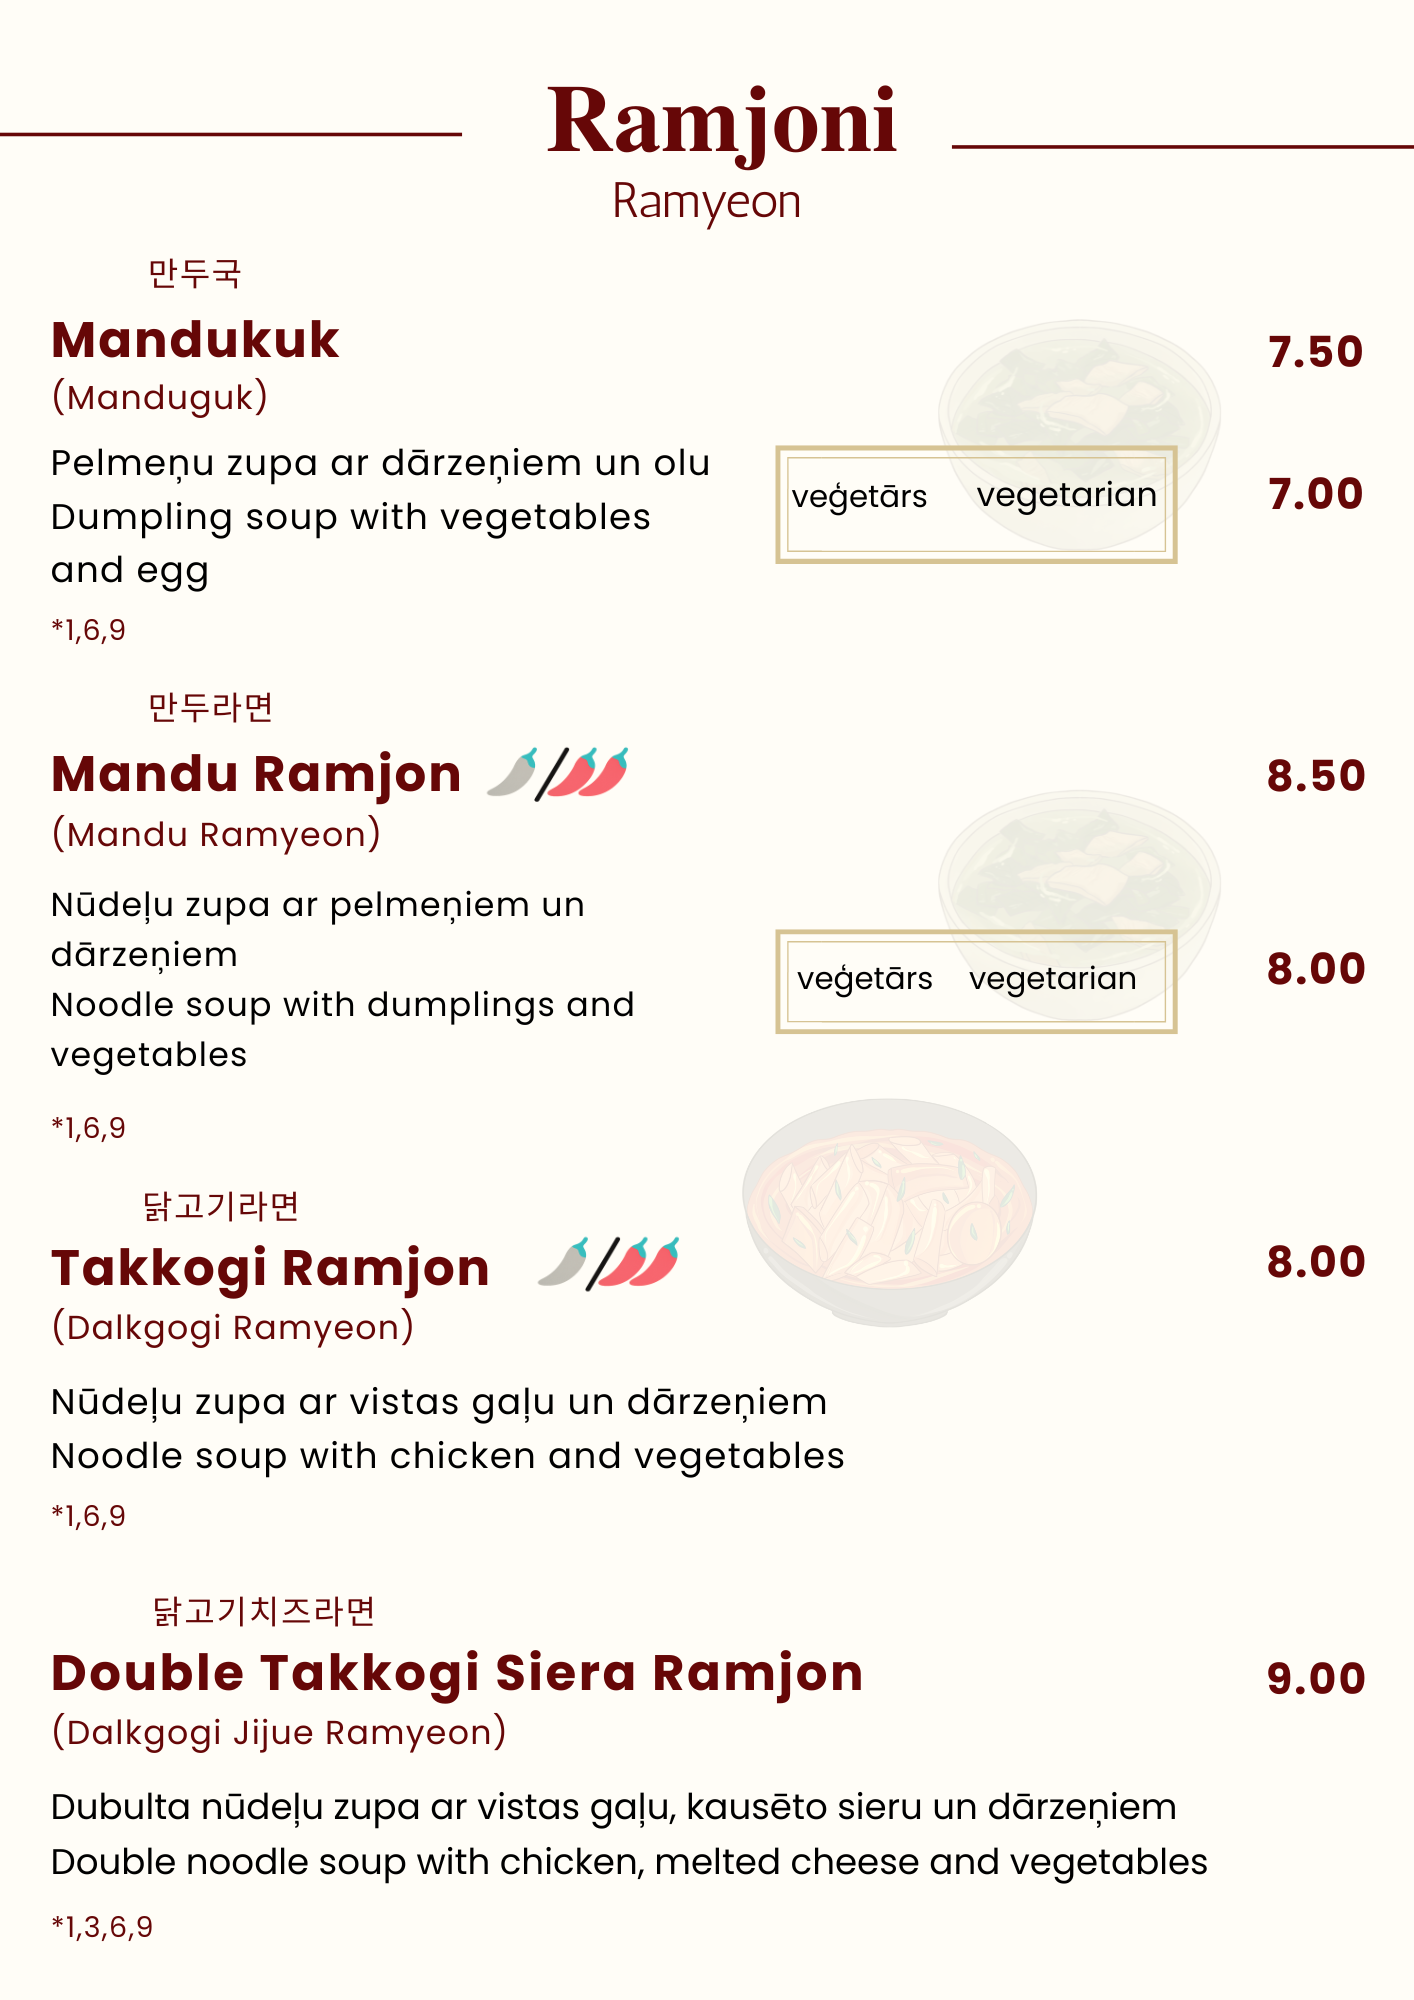 Ramjoni
Ramyeon
만두국
Mandukuk
7.50
(Manduguk)
Pelmeņu zupa ar dārzeņiem un olu
Dumpling soup with vegetables
and egg
veģetārs vegetarian
7.00
*1,6,9
만두라면
Mandu Ramjon
8.50
(Mandu Ramyeon)
Nūdeļu zupa ar pelmeņiem un
dārzeņiem
Noodle soup with dumplings and
vegetables
veģetārs vegetarian
8.00
*1,6,9
닭고기라면
Takkogi Ramjon
8.00
(Dalkgogi Ramyeon)
Nūdeļu zupa ar vistas gaļu un dārzeņiem
Noodle soup with chicken and vegetables
*1,6,9
닭고기치즈라면
Double Takkogi Siera Ramjon
9.00
(Dalkgogi Jijue Ramyeon)
Dubulta nūdeļu zupa ar vistas gaļu, kausēto sieru un dārzeņiem
Double noodle soup with chicken, melted cheese and vegetables
*1,3,6,9